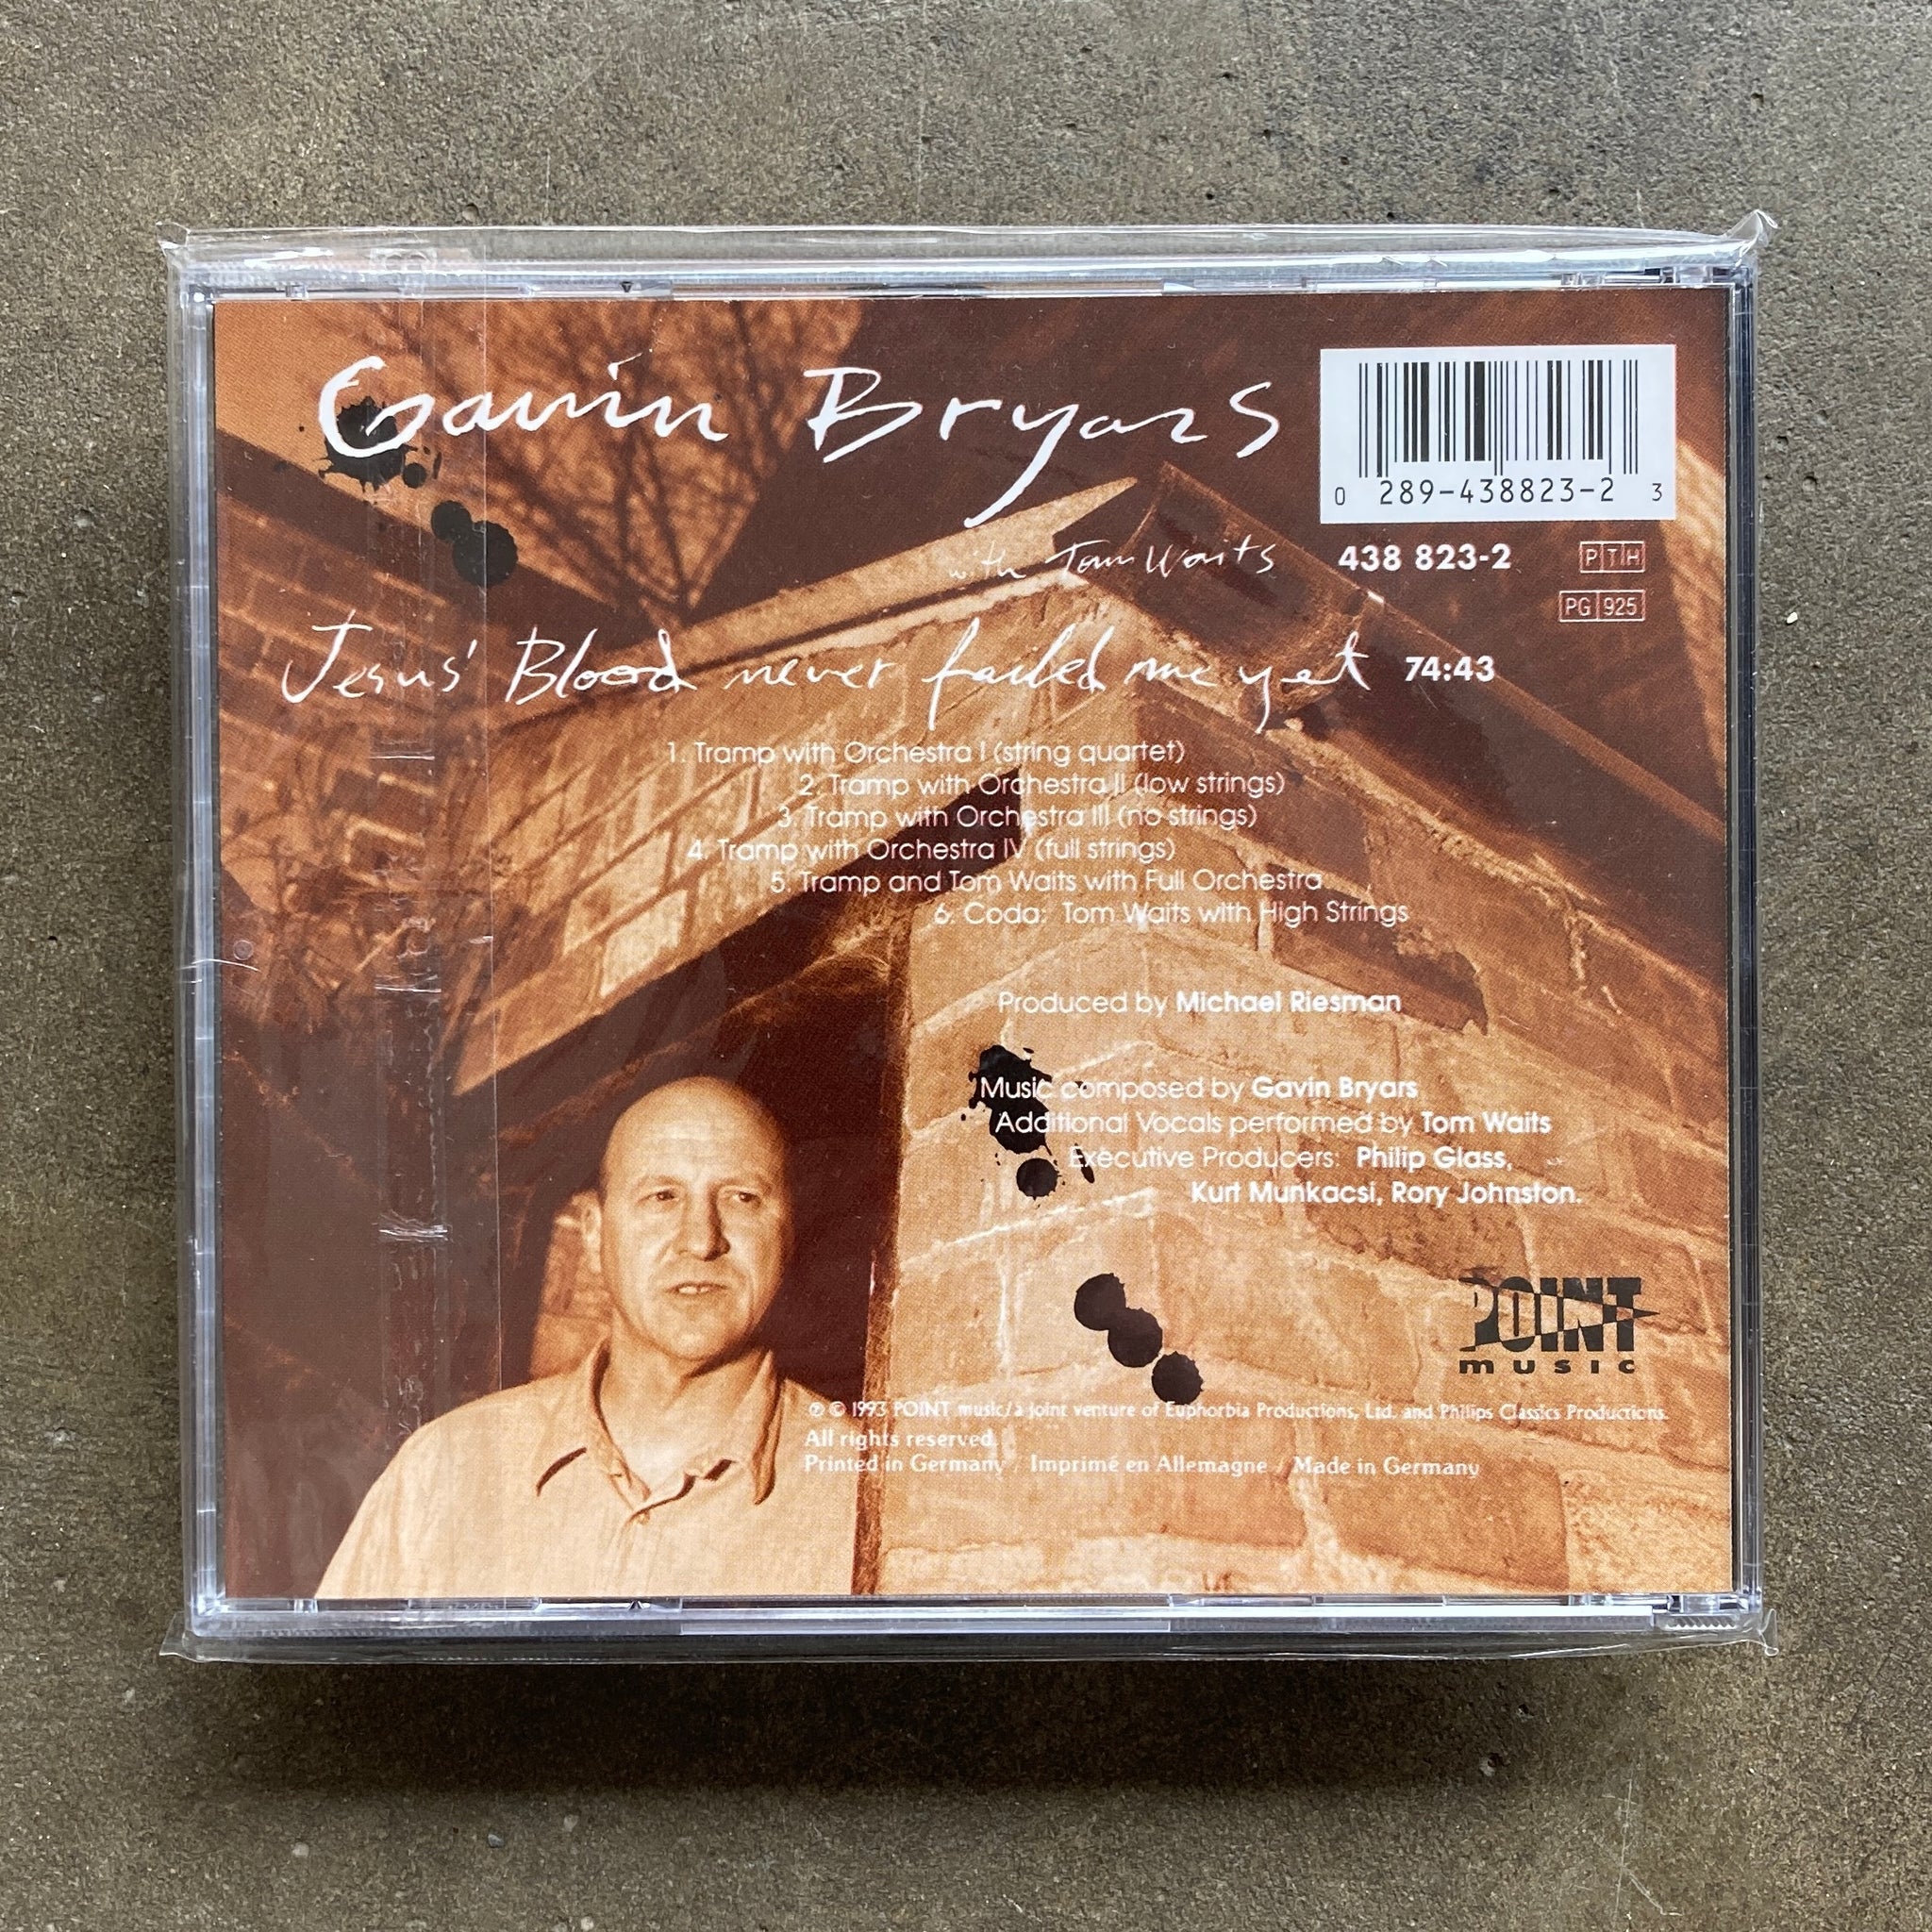 Gavin Bryars
0 289-438823-2 3
with Tom Waits
438 823-2
PTH
PG 925
Jesus' Blood never failed me yet 74:43
1. Tramp with Orchestra I (string quartet)
2. Tramp with Orchestra II (low strings)
3. Tramp with Orchestra III (no strings)
4. Tramp with Orchestra IV (full strings)
5. Tramp and Tom Waits with Full Orchestra
6. Coda: Tom Waits with High Strings
Produced by Michael Riesman
Music composed by Gavin Bryars
Additional Vocals performed by Tom Waits
Executive Producers: Philip Glass,
Kurt Munkacsi, Rory Johnston.
POINT
music
℗ © 1993 POINT music/a joint venture of Euphorbia Productions, Ltd. and Philips Classics Productions.
All rights reserved.
Printed in Germany / Imprimé en Allemagne / Made in Germany